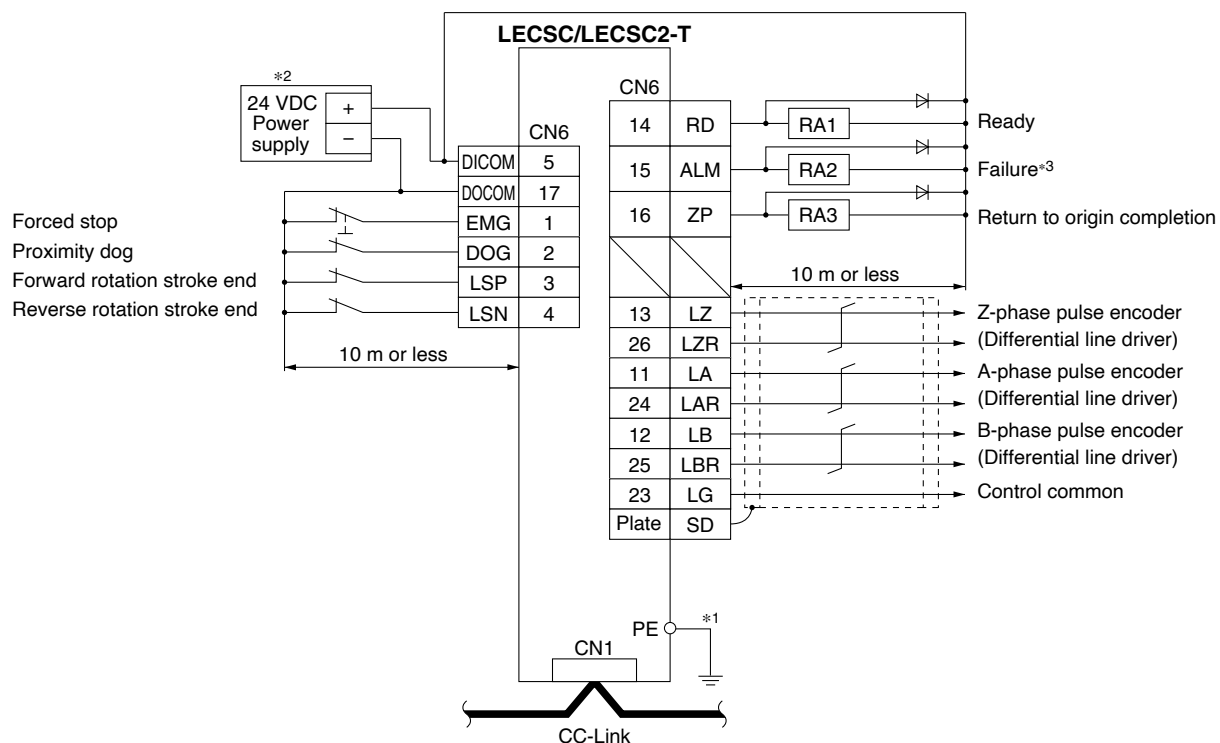 LECSC/LECSC2-T
*2
24 VDC
Power
supply
+
−
CN6
DICOM 5
DOCOM 17
Forced stop
EMG 1
Proximity dog
DOG 2
Forward rotation stroke end
LSP 3
Reverse rotation stroke end
LSN 4
10 m or less
CN6
14 RD RA1 Ready
15 ALM RA2 Failure*3
16 ZP RA3 Return to origin completion
10 m or less
13 LZ Z-phase pulse encoder
26 LZR (Differential line driver)
11 LA A-phase pulse encoder
24 LAR (Differential line driver)
12 LB B-phase pulse encoder
25 LBR (Differential line driver)
23 LG Control common
Plate SD
PE *1
CN1
CC-Link